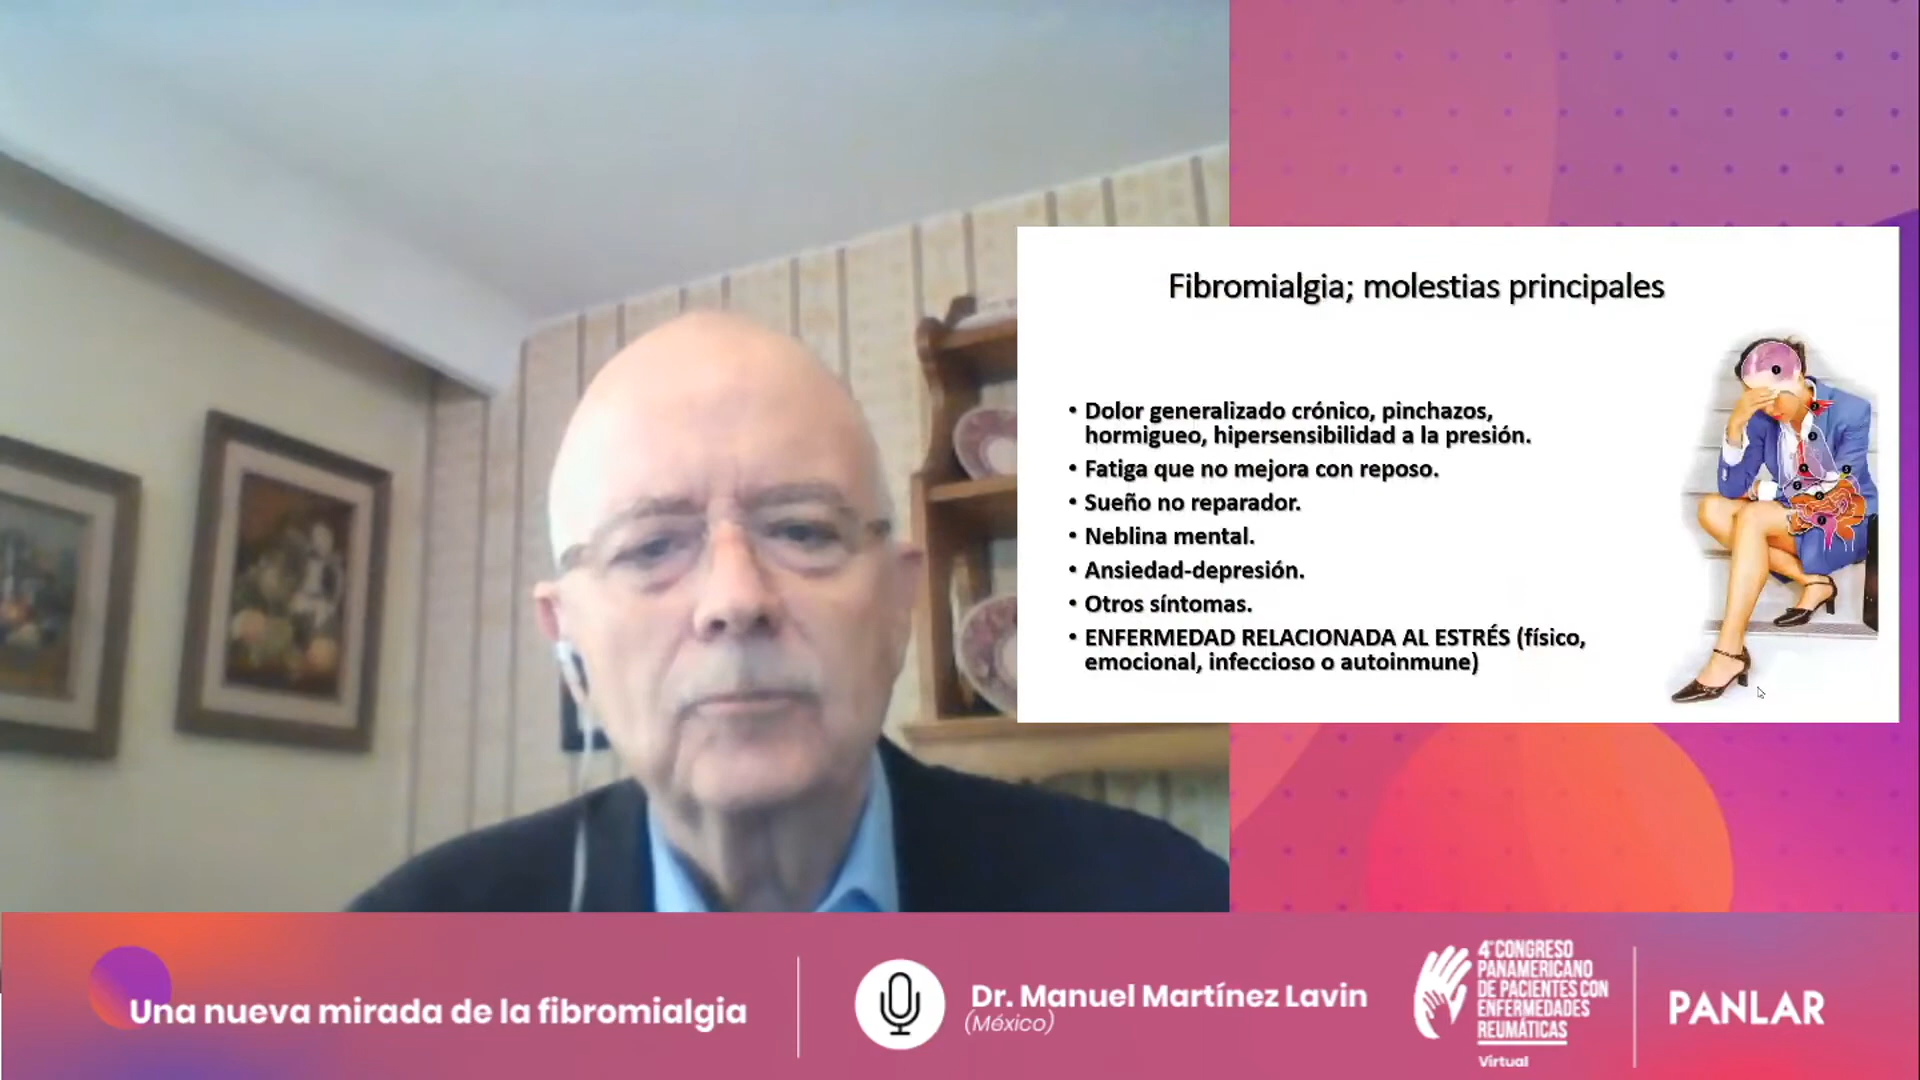 Fibromialgia; molestias principales
• Dolor generalizado crónico, pinchazos,
hormigueo, hipersensibilidad a la presión.
• Fatiga que no mejora con reposo.
• Sueño no reparador.
• Neblina mental.
• Ansiedad-depresión.
• Otros síntomas.
• ENFERMEDAD RELACIONADA AL ESTRÉS (físico,
emocional, infeccioso o autoinmune)
Una nueva mirada de la fibromialgia
Dr. Manuel Martínez Lavin
(México)
4° CONGRESO
PANAMERICANO
DE PACIENTES CON
ENFERMEDADES
REUMÁTICAS
Virtual
PANLAR